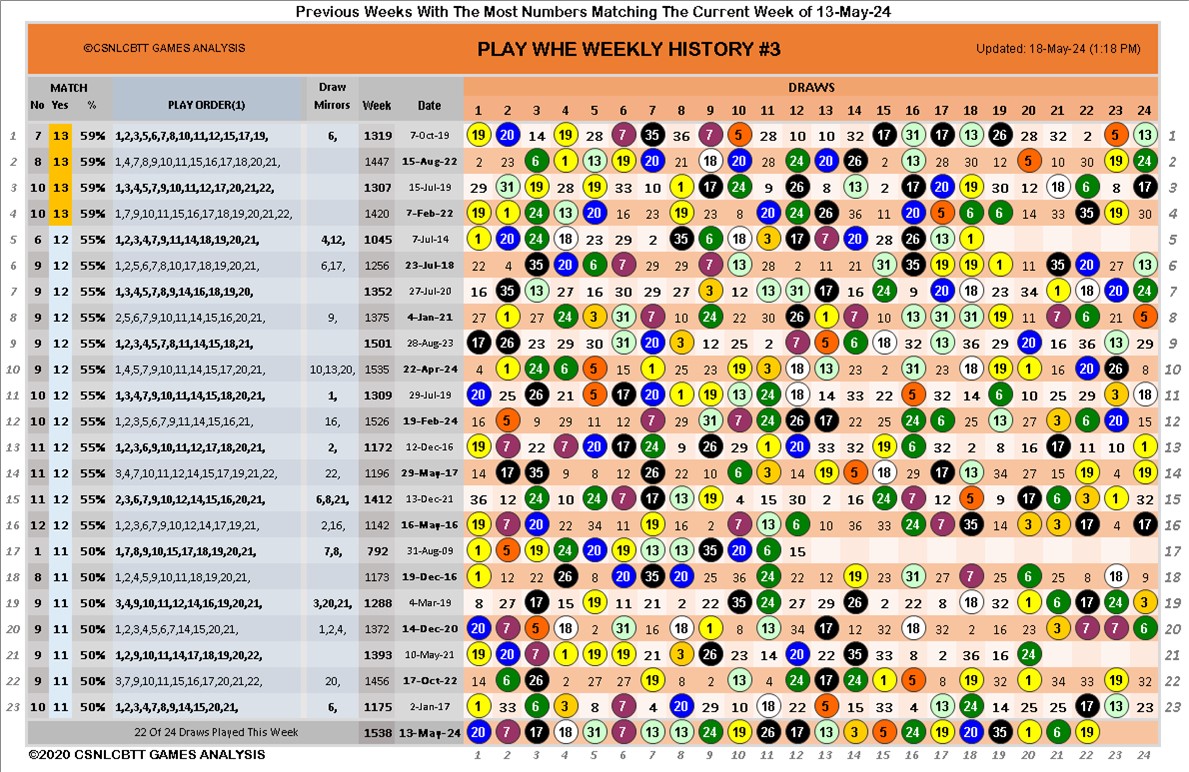 Previous Weeks With The Most Numbers Matching The Current Week of 13-May-24
©CSNLCBTT GAMES ANALYSIS PLAY WHE WEEKLY HISTORY #3 Updated: 18-May-24 (1:18 PM)
MATCH Draw DRAWS
No Yes % PLAY ORDER(1) Mirrors Week Date 1 2 3 4 5 6 7 8 9 10 11 12 13 14 15 16 17 18 19 20 21 22 23 24
1 7 13 59% 1,2,3,5,6,7,8,10,11,12,15,17,19, 6, 1319 7-Oct-19 19 20 14 19 28 7 35 36 7 5 28 10 10 32 17 31 17 13 26 28 32 2 5 13 1
2 8 13 59% 1,4,7,8,9,10,11,15,16,17,18,20,21, 1447 15-Aug-22 2 23 6 1 13 19 20 21 18 20 12 24 20 26 2 13 28 30 12 5 10 30 19 24 2
3 10 13 59% 1,3,4,5,7,9,10,11,12,17,20,21,22, 1307 15-Jul-19 29 31 19 28 19 33 10 1 17 24 9 26 8 13 2 17 20 19 30 12 18 6 8 17 3
4 10 13 59% 1,7,9,10,11,15,16,17,18,19,20,21,22, 1420 7-Feb-22 19 1 24 13 20 16 23 19 23 8 20 24 26 36 11 20 5 6 6 14 33 35 19 30 4
5 6 12 55% 1,2,3,4,7,9,11,14,18,19,20,21, 4,12, 1045 7-Jul-14 1 20 24 18 23 29 2 35 6 18 3 17 7 20 28 26 13 1 5
6 9 12 55% 1,2,5,6,7,8,10,17,18,19,20,21, 6,17, 1256 23-Jul-18 22 4 35 20 6 7 29 29 7 13 28 2 11 21 31 35 19 19 1 11 35 20 27 13 6
7 9 12 55% 1,3,4,5,7,8,9,14,16,18,19,20, 1352 27-Jul-20 16 35 13 27 16 30 29 27 3 12 13 31 17 16 24 9 20 18 23 34 1 18 20 24 7
8 9 12 55% 2,5,6,7,9,10,11,14,15,16,20,21, 9, 1375 4-Jan-21 27 1 27 24 3 31 7 10 24 22 32 26 1 7 10 13 31 31 19 11 7 6 21 5 8
9 9 12 55% 1,2,3,4,5,7,8,11,14,15,18,21, 1501 28-Aug-23 17 26 23 29 30 31 20 3 12 25 2 7 5 6 18 32 13 36 29 20 16 36 13 29 9
10 9 12 55% 1,4,5,7,9,10,11,14,15,17,20,21, 10,13,20, 1535 22-Apr-24 4 1 24 6 5 15 1 25 23 19 3 18 13 23 2 31 23 18 19 1 16 20 26 8 10
11 10 12 55% 1,3,4,7,9,10,11,14,15,18,20,21, 1, 1309 29-Jul-19 20 25 26 21 5 17 20 1 19 13 24 18 14 33 22 5 32 14 6 10 25 29 3 18 11
12 10 12 55% 1,2,3,5,6,7,9,11,14,15,16,21, 16, 1526 19-Feb-24 16 5 9 29 11 11 7 29 31 7 24 26 17 22 25 24 6 25 13 21 3 6 20 15 12
13 11 12 55% 1,2,3,6,9,10,11,12,17,18,20,21, 2, 1172 12-Dec-16 19 7 22 7 20 17 24 9 26 29 1 20 33 32 19 6 32 2 8 16 17 11 10 1 13
14 11 12 55% 3,4,7,10,11,12,14,15,17,19,21,22, 22, 1196 29-May-17 14 17 35 9 8 22 26 22 10 6 3 14 19 5 18 29 17 13 34 27 22 19 4 19 14
15 11 12 55% 2,3,6,7,9,10,12,14,15,16,20,21, 6,8,21, 1412 13-Dec-21 36 12 24 10 24 7 17 13 19 4 15 30 2 16 24 7 12 5 9 17 6 3 1 32 15
16 12 12 55% 1,2,3,6,7,9,10,12,14,17,19,21, 2,16, 1142 16-May-16 19 7 20 22 34 11 19 16 2 7 13 6 10 36 33 24 7 35 14 3 3 17 4 17 16
17 1 11 50% 1,7,8,9,10,15,17,18,19,20,21, 7,8, 792 31-Aug-09 1 5 19 24 20 19 13 13 35 20 6 15 17
18 8 11 50% 1,2,4,5,9,10,11,18,19,20,21, 1173 19-Dec-16 1 12 22 26 8 20 35 20 25 36 24 22 12 19 23 31 27 7 25 6 25 8 18 9 18
19 9 11 50% 3,4,9,10,11,12,14,16,19,20,21, 3,20,21, 1288 4-Mar-19 8 27 17 15 19 11 21 2 22 35 24 27 29 26 2 22 8 18 32 1 6 17 24 3 19
20 9 11 50% 1,2,3,4,5,6,7,14,15,20,21, 1,2,4, 1372 14-Dec-20 20 7 5 18 2 31 16 18 1 8 13 34 17 12 32 18 32 2 16 23 3 7 7 6 20
21 9 11 50% 1,2,9,10,11,14,17,18,19,20,22, 1393 10-May-21 19 20 7 1 19 19 21 3 26 23 14 20 22 35 33 8 2 36 16 24 21
22 9 11 50% 2,8,10,11,15,16,17,20,21,22, 20, 1456 17-Oct-22 22 6 26 2 27 27 19 8 2 13 4 24 17 24 1 5 8 19 32 1 34 33 19 32 22
23 10 11 50% 1,2,3,4,7,8,9,14,15,20,21, 6, 1175 2-Jan-17 1 33 6 3 8 7 4 20 29 10 18 22 5 15 33 4 13 24 14 25 25 17 13 23 23
22 Of 24 Draws Played This Week 1538 13-May-24 20 7 17 18 31 7 13 13 24 19 26 17 13 3 5 24 19 20 35 1 6 19
©2020 CSNLCBTT GAMES ANALYSIS 1 2 3 4 5 6 7 8 9 10 11 12 13 14 15 16 17 18 19 20 21 22 23 24